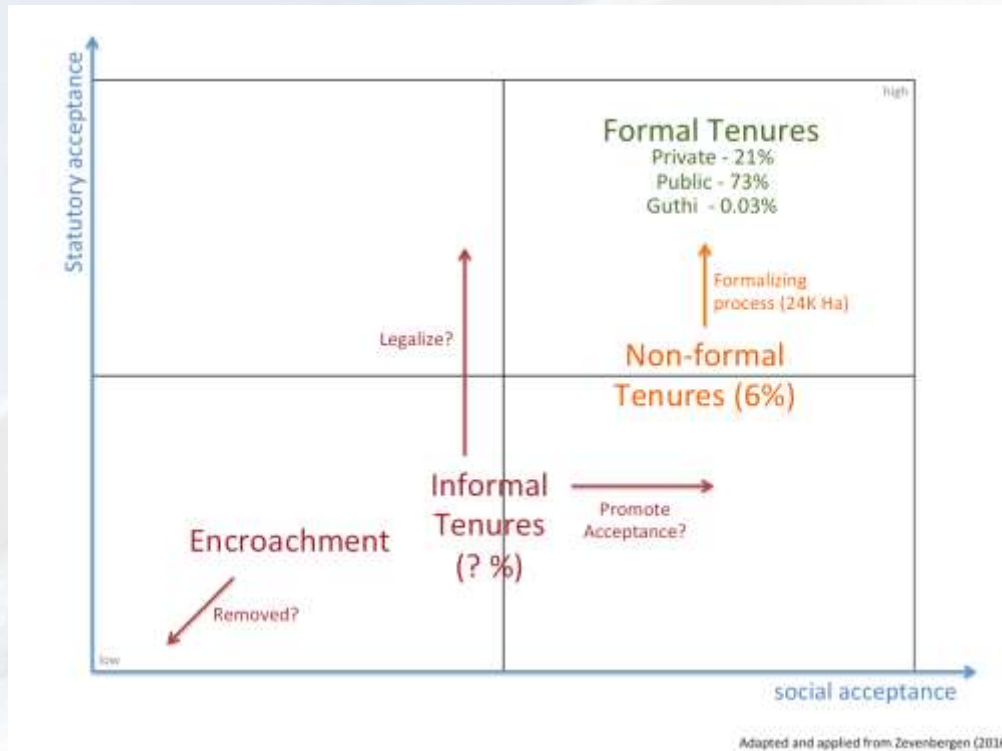 Statutory acceptance
high
Formal Tenures
Private - 21%
Public - 73%
Guthi - 0.03%
Formalizing
process (24K Ha)
Legalize?
Non-formal
Tenures (6%)
Informal
Tenures
(? %)
Promote
Acceptance?
Encroachment
Removed?
low
social acceptance
Adapted and applied from Zevenbergen (201